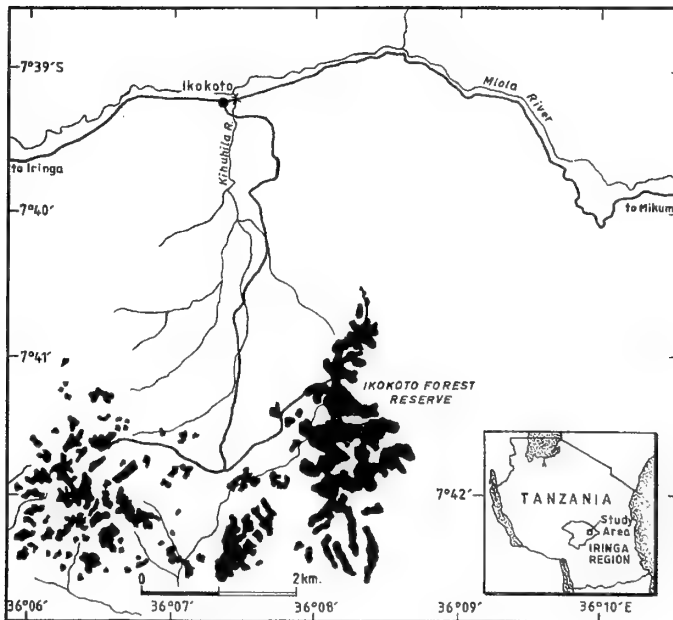 7°39'S
Ikokoto
Mlola River
Kihuhila R.
to Iringa
7°40'
to Mikum
7°41'
IKOKOTO FOREST
RESERVE
7°42'
TANZANIA
Study
Area
IRINGA
REGION
0
2km.
36°06'
36°07'
36°08'
36°09'
36°10'E